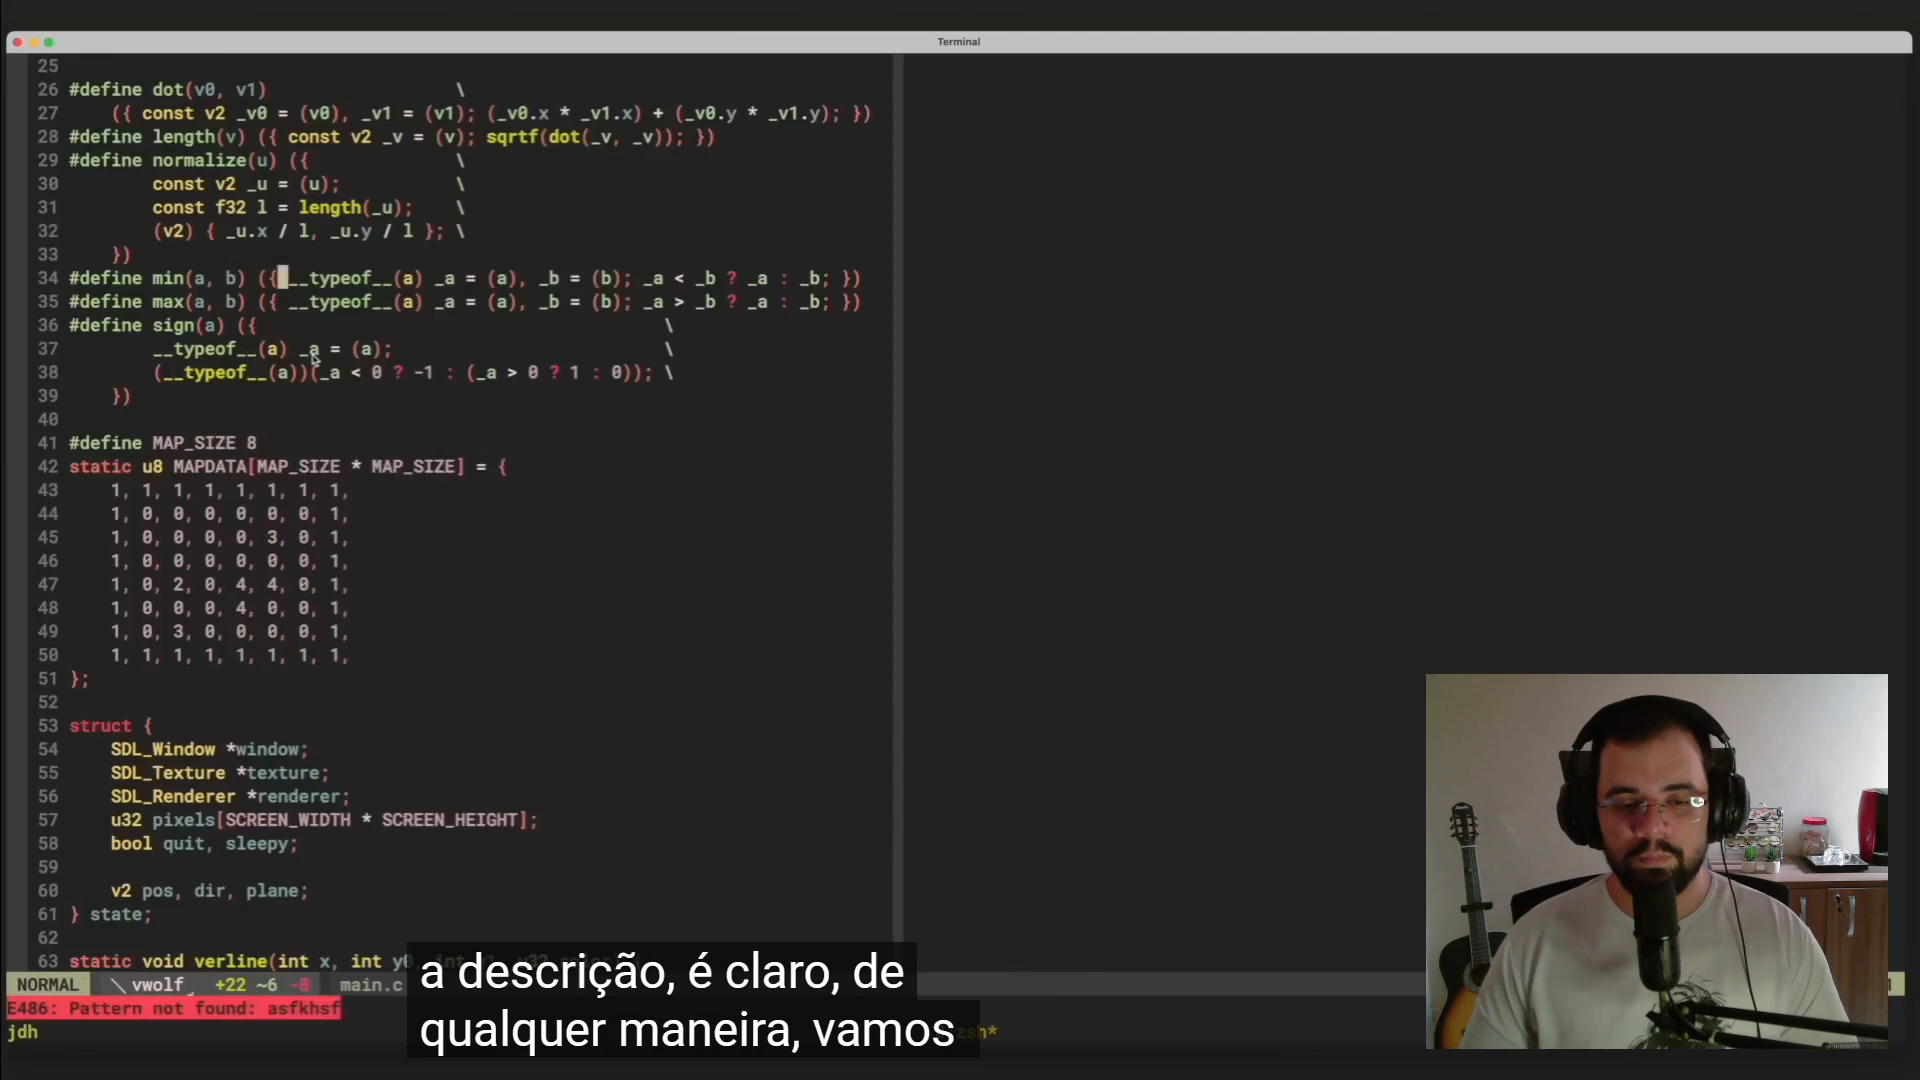 Terminal
25
26 #define dot(v0, v1) \
27 ({ const v2 _v0 = (v0), _v1 = (v1); (_v0.x * _v1.x) + (_v0.y * _v1.y); })
28 #define length(v) ({ const v2 _v = (v); sqrtf(dot(_v, _v)); })
29 #define normalize(u) ({ \
30 const v2 _u = (u); \
31 const f32 l = length(_u); \
32 (v2) { _u.x / l, _u.y / l }; \
33 })
34 #define min(a, b) ({ __typeof__(a) _a = (a), _b = (b); _a < _b ? _a : _b; })
35 #define max(a, b) ({ __typeof__(a) _a = (a), _b = (b); _a > _b ? _a : _b; })
36 #define sign(a) ({ \
37 __typeof__(a) _a = (a); \
38 (__typeof__(a))(_a < 0 ? -1 : (_a > 0 ? 1 : 0)); \
39 })
40
41 #define MAP_SIZE 8
42 static u8 MAPDATA[MAP_SIZE * MAP_SIZE] = {
43 1, 1, 1, 1, 1, 1, 1, 1,
44 1, 0, 0, 0, 0, 0, 0, 1,
45 1, 0, 0, 0, 0, 3, 0, 1,
46 1, 0, 0, 0, 0, 0, 0, 1,
47 1, 0, 2, 0, 4, 4, 0, 1,
48 1, 0, 0, 0, 4, 0, 0, 1,
49 1, 0, 3, 0, 0, 0, 0, 1,
50 1, 1, 1, 1, 1, 1, 1, 1,
51 };
52
53 struct {
54 SDL_Window *window;
55 SDL_Texture *texture;
56 SDL_Renderer *renderer;
57 u32 pixels[SCREEN_WIDTH * SCREEN_HEIGHT];
58 bool quit, sleepy;
59
60 v2 pos, dir, plane;
61 } state;
62
63 static void verline(int x, int y0,
NORMAL vwolf +22 ~6 -8 main.c
E486: Pattern not found: asfkhsf
jdh
a descrição, é claro, de
qualquer maneira, vamos